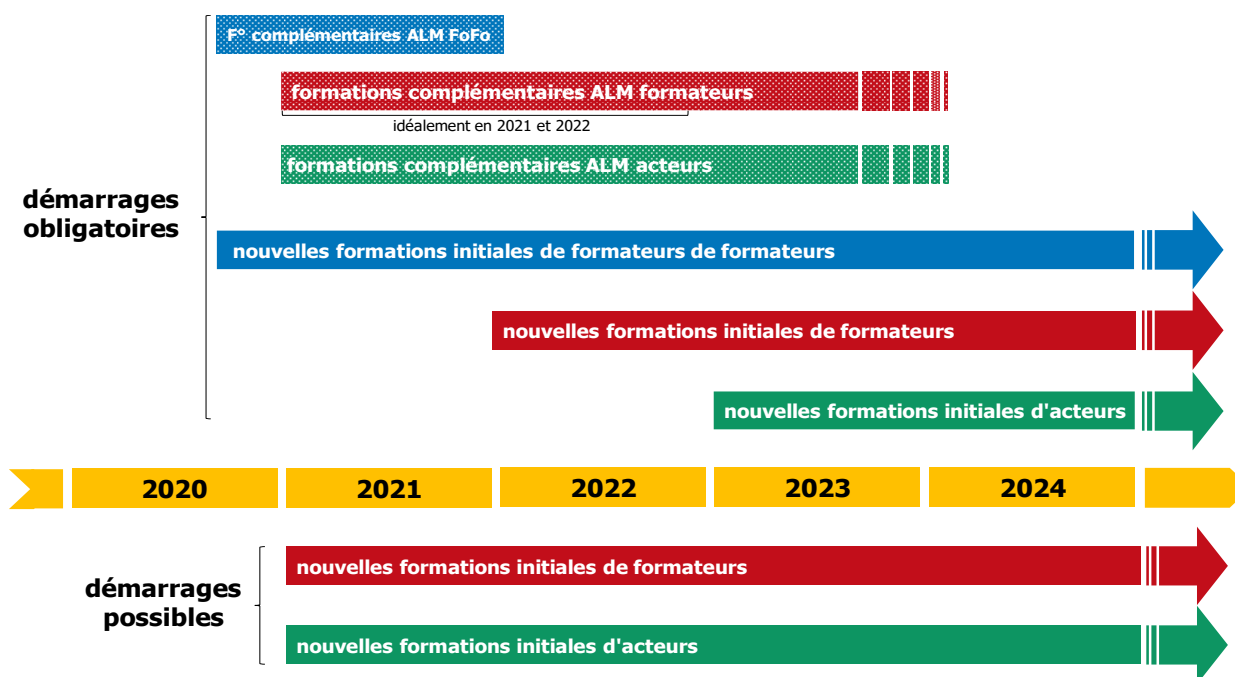 F° complémentaires ALM FoFo
formations complémentaires ALM formateurs
idéalement en 2021 et 2022
formations complémentaires ALM acteurs
démarrages
obligatoires
nouvelles formations initiales de formateurs de formateurs
nouvelles formations initiales de formateurs
nouvelles formations initiales d'acteurs
2020 2021 2022 2023 2024
démarrages
possibles
nouvelles formations initiales de formateurs
nouvelles formations initiales d'acteurs